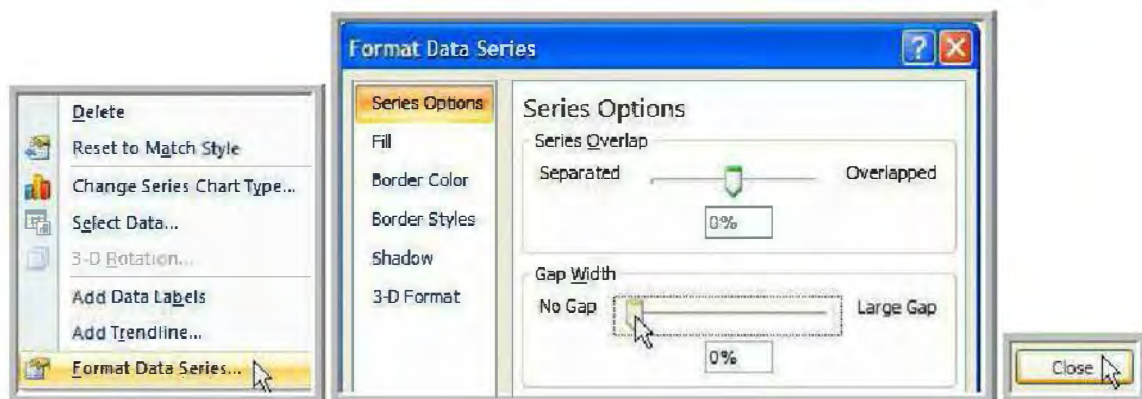 Delete
Reset to Match Style
Change Series Chart Type...
Select Data...
3-D Rotation...
Add Data Labels
Add Trendline...
Format Data Series...
Format Data Series
Series Options
Fill
Border Color
Border Styles
Shadow
3-D Format
Series Options
Series Overlap
Separated
Overlapped
0%
Gap Width
No Gap
Large Gap
0%
Close